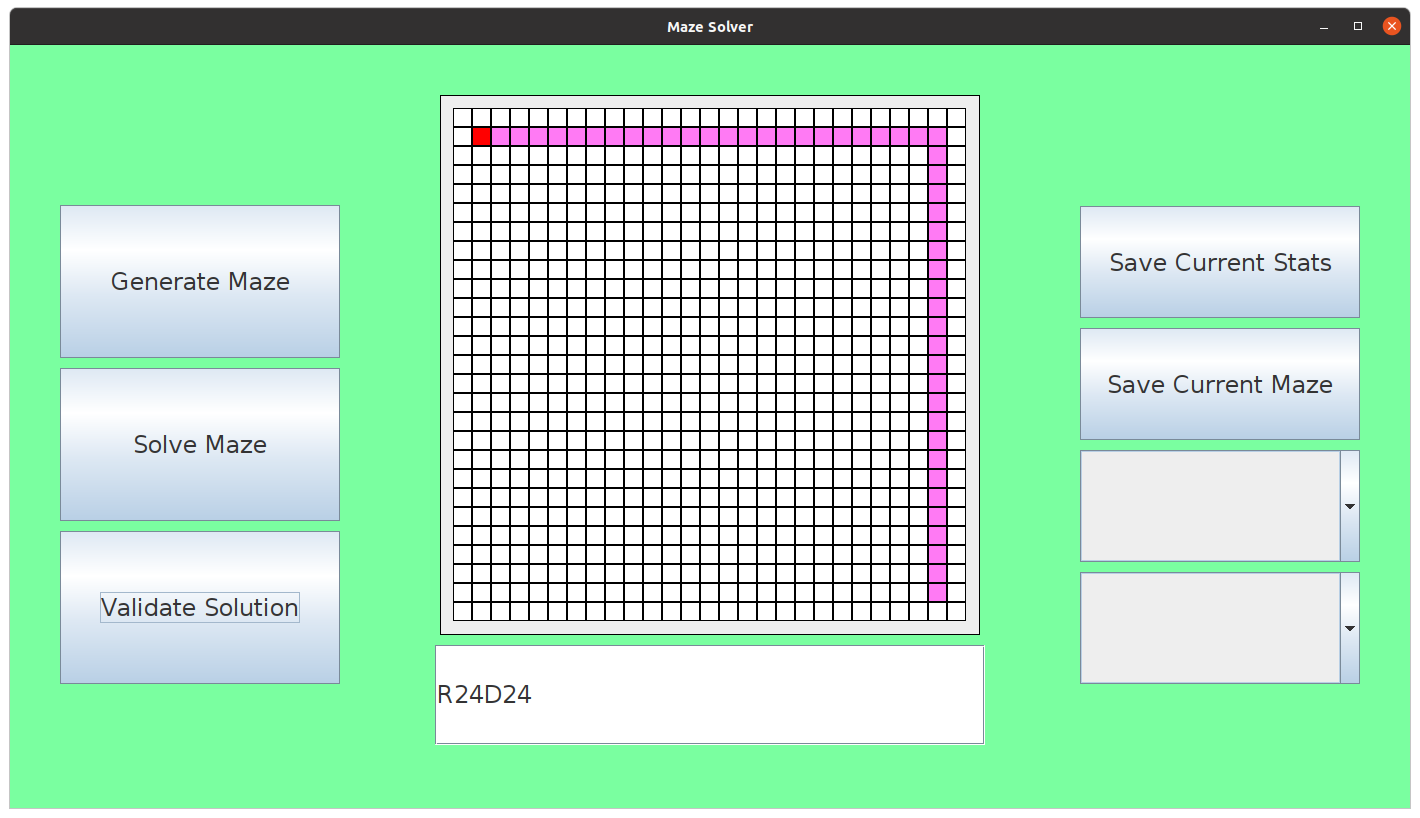 Maze Solver
Generate Maze
Solve Maze
Validate Solution
R24D24
Save Current Stats
Save Current Maze